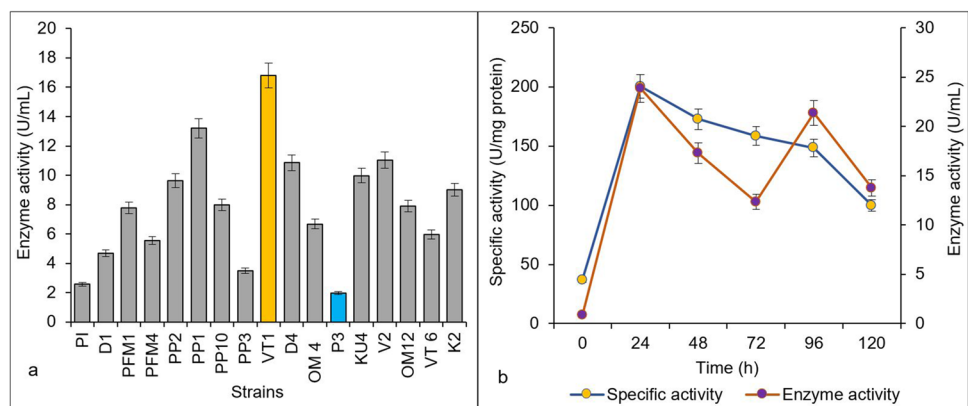 Enzyme activity (U/mL)
20
18
16
14
12
10
8
6
4
2
0
PI
D1
PFM1
PFM4
PP2
PP1
PP10
PP3
VT1
D4
OM 4
P3
KU4
V2
OM12
VT 6
K2
Strains
a
Specific activity (U/mg protein)
250
200
150
100
50
0
30
25
20
15
10
5
0
Enzyme activity (U/mL)
0 24 48 72 96 120
Time (h)
b
Specific activity Enzyme activity